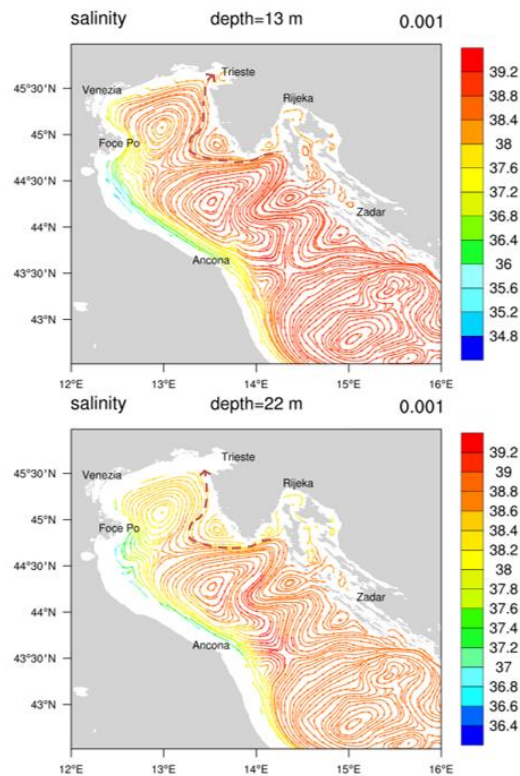 salinity depth=13 m 0.001
45°30'N
45°N
44°30'N
44°N
43°30'N
43°N
Venezia
Trieste
Rijeka
Foce Po
Zadar
Ancona
12°E 13°E 14°E 15°E 16°E
39.2
38.8
38.4
38
37.6
37.2
36.8
36.4
36
35.6
35.2
34.8
salinity depth=22 m 0.001
45°30'N
45°N
44°30'N
44°N
43°30'N
43°N
Venezia
Trieste
Rijeka
Foce Po
Zadar
Ancona
12°E 13°E 14°E 15°E 16°E
39.2
39
38.8
38.6
38.4
38.2
38
37.8
37.6
37.4
37.2
37
36.8
36.6
36.4